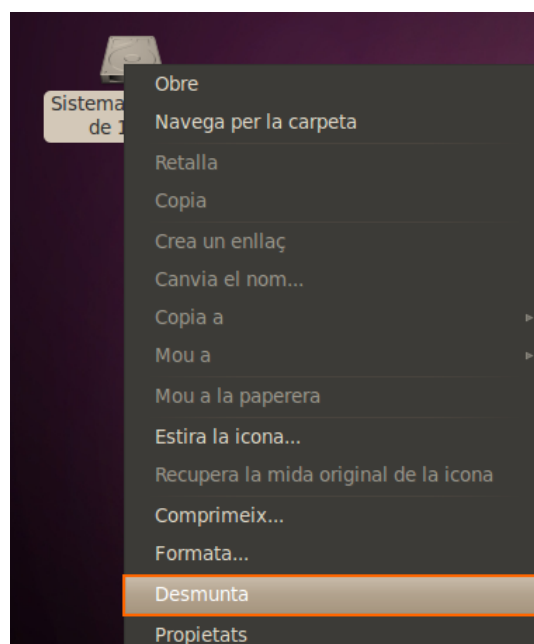 Sistema
de
Obre
Navega per la carpeta
Retalla
Copia
Crea un enllaç
Canvia el nom...
Copia a
Mou a
Mou a la paperera
Estira la icona...
Recupera la mida original de la icona
Comprimeix...
Formata...
Desmunta
Propietats